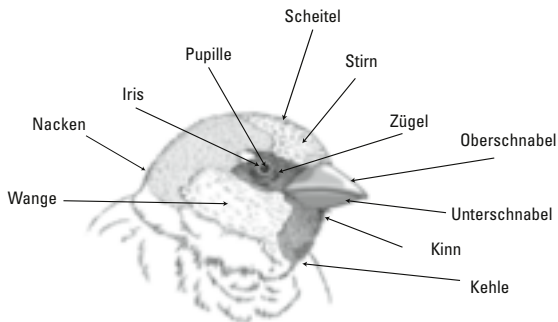 Scheitel
Pupille
Stirn
Iris
Zügel
Nacken
Oberschnabel
Wange
Unterschnabel
Kinn
Kehle